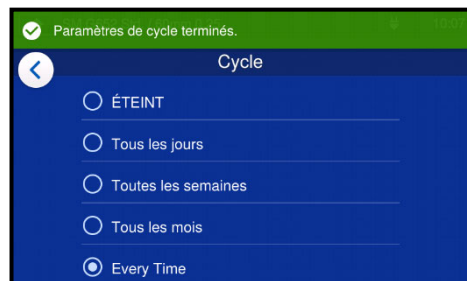 Paramètres de cycle terminés.
Cycle
ÉTEINT
Tous les jours
Toutes les semaines
Tous les mois
Every Time